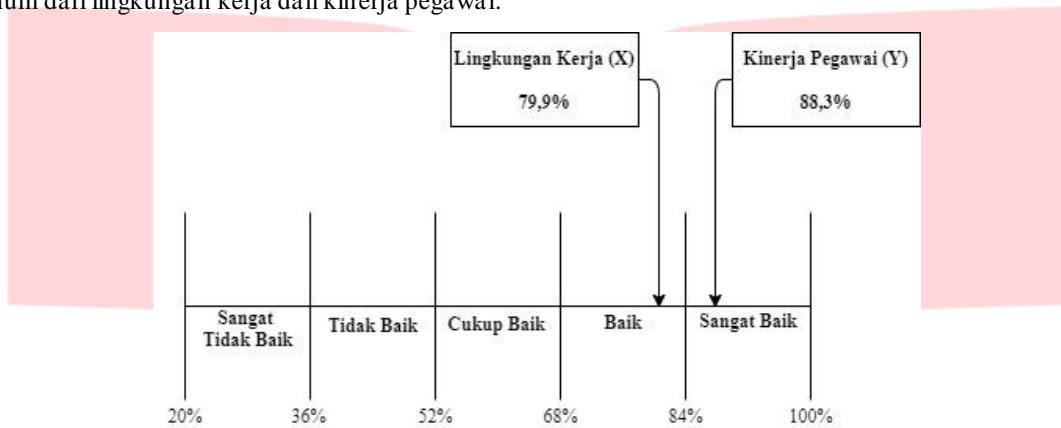 dari lingkungan kerja dan kinerja pegawai.
Lingkungan Kerja (X)
79,9%
Kinerja Pegawai (Y)
88,3%
Sangat
Tidak Baik
Tidak Baik
Cukup Baik
Baik
Sangat Baik
20%
36%
52%
68%
84%
100%